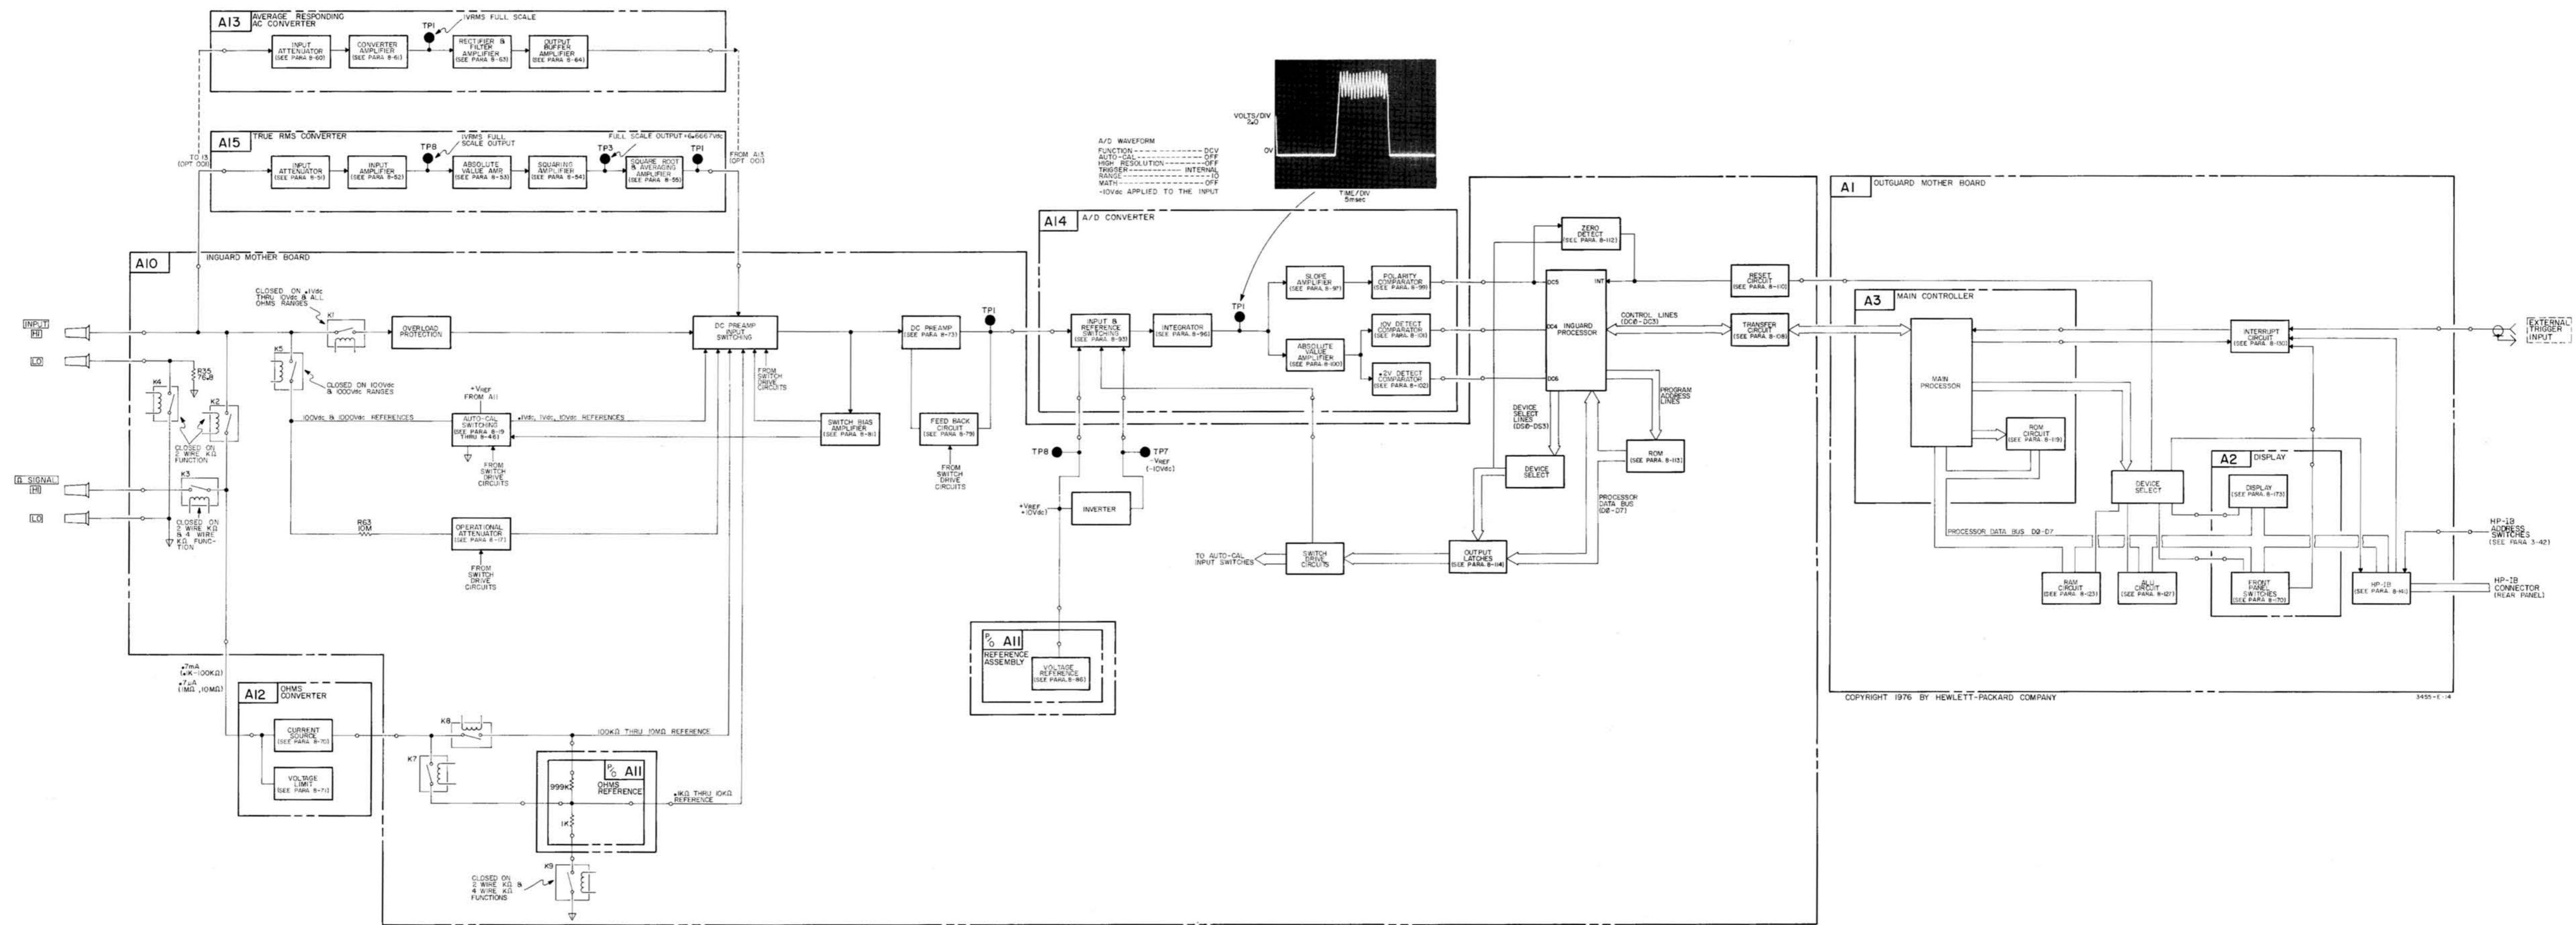 A13
AVERAGE RESPONDING
AC CONVERTER
TP1
1VRMS FULL SCALE
INPUT
ATTENUATOR
(SEE PARA 8-60)
CONVERTER
AMPLIFIER
(SEE PARA 8-61)
RECTIFIER &
FILTER
AMPLIFIER
(SEE PARA 8-63)
OUTPUT
BUFFER
AMPLIFIER
(SEE PARA 8-64)
A15
TRUE RMS CONVERTER
TO 13
(OPT 001)
TP8
1VRMS FULL
SCALE OUTPUT
FULL SCALE OUTPUT +6.6667Vdc
TP3
TP1
FROM A13
(OPT 001)
INPUT
ATTENUATOR
(SEE PARA 8-51)
INPUT
AMPLIFIER
(SEE PARA 8-52)
ABSOLUTE
VALUE AMP
(SEE PARA 8-53)
SQUARING
AMPLIFIER
(SEE PARA 8-54)
SQUARE ROOT
& AVERAGING
AMPLIFIER
(SEE PARA 8-55)
A/D WAVEFORM
FUNCTION-----------DCV
AUTO-CAL-----------OFF
HIGH RESOLUTION-------OFF
TRIGGER-------- INTERNAL
RANGE-------------10
MATH-------------OFF
-10Vdc APPLIED TO THE INPUT
VOLTS/DIV
2.0
0V
TIME/DIV
5msec
A10
INGUARD MOTHER BOARD
CLOSED ON .1Vdc
THRU 10Vdc & ALL
OHMS RANGES
K1
INPUT
HI
LO
OVERLOAD
PROTECTION
DC PREAMP
INPUT
SWITCHING
DC PREAMP
(SEE PARA 8-73)
TP1
K5
R35
76.8
K4
K2
CLOSED ON 100Vdc
& 1000Vdc RANGES
CLOSED ON
2 WIRE KΩ
FUNCTION
+VREF
FROM A11
100Vdc & 1000Vdc REFERENCES
AUTO-CAL
SWITCHING
(SEE PARA 8-19
THRU 8-46)
.1Vdc, 1Vdc, 10Vdc REFERENCES
FROM
SWITCH
DRIVE
CIRCUITS
FROM
SWITCH
DRIVE
CIRCUITS
SWITCH BIAS
AMPLIFIER
(SEE PARA 8-81)
FEED BACK
CIRCUIT
(SEE PARA 8-79)
FROM
SWITCH
DRIVE
CIRCUITS
Ω SIGNAL
HI
LO
K3
CLOSED ON
2 WIRE KΩ
& 4 WIRE
KΩ FUNC-
TION
R63
10M
OPERATIONAL
ATTENUATOR
(SEE PARA 8-17)
FROM
SWITCH
DRIVE
CIRCUITS
.7mA
(.1K-100KΩ)
.7µA
(1MΩ,10MΩ)
A12
OHMS
CONVERTER
CURRENT
SOURCE
(SEE PARA 8-70)
VOLTAGE
LIMIT
(SEE PARA 8-71)
K8
K7
100KΩ THRU 10MΩ REFERENCE
P/O A11
OHMS
REFERENCE
999K
1K
.1KΩ THRU 10KΩ
REFERENCE
K9
CLOSED ON
2 WIRE KΩ &
4 WIRE KΩ
FUNCTIONS
A14
A/D CONVERTER
INPUT &
REFERENCE
SWITCHING
(SEE PARA. 8-93)
INTEGRATOR
(SEE PARA. 8-96)
TP1
SLOPE
AMPLIFIER
(SEE PARA. 8-97)
POLARITY
COMPARATOR
(SEE PARA. 8-99)
ABSOLUTE
VALUE
AMPLIFIER
(SEE PARA. 8-100)
10V DETECT
COMPARATOR
(SEE PARA. 8-101)
.2V DETECT
COMPARATOR
(SEE PARA. 8-102)
TP8
TP7
-VREF
(-10Vdc)
+VREF
+10Vdc)
INVERTER
P/O A11
REFERENCE
ASSEMBLY
VOLTAGE
REFERENCE
(SEE PARA. 8-86)
ZERO
DETECT
(SEE PARA. 8-112)
DC5
INT
DC4
DC6
INGUARD
PROCESSOR
RESET
CIRCUIT
(SEE PARA. 8-110)
CONTROL LINES
(DC0-DC3)
TRANSFER
CIRCUIT
(SEE PARA. 8-108)
PROGRAM
ADDRESS
LINES
DEVICE
SELECT
LINES
(DS0-DS3)
DEVICE
SELECT
ROM
(SEE PARA. 8-113)
PROCESSOR
DATA BUS
(D0-D7)
TO AUTO-CAL
INPUT SWITCHES
SWITCH
DRIVE
CIRCUITS
OUTPUT
LATCHES
(SEE PARA. 8-114)
A1
OUTGUARD MOTHER BOARD
A3
MAIN CONTROLLER
MAIN
PROCESSOR
INTERRUPT
CIRCUIT
(SEE PARA. 8-130)
EXTERNAL
TRIGGER
INPUT
ROM
CIRCUIT
(SEE PARA. 8-119)
DEVICE
SELECT
A2
DISPLAY
DISPLAY
(SEE PARA. 8-173)
PROCESSOR DATA BUS D0-D7
RAM
CIRCUIT
(SEE PARA. 8-123)
ALU
CIRCUIT
(SEE PARA. 8-127)
FRONT
PANEL
SWITCHES
(SEE PARA. 8-170)
HP-IB
(SEE PARA. 8-141)
HP-IB
ADDRESS
SWITCHES
(SEE PARA 3-42)
HP-IB
CONNECTOR
(REAR PANEL)
COPYRIGHT 1976 BY HEWLETT-PACKARD COMPANY
3455-E-14